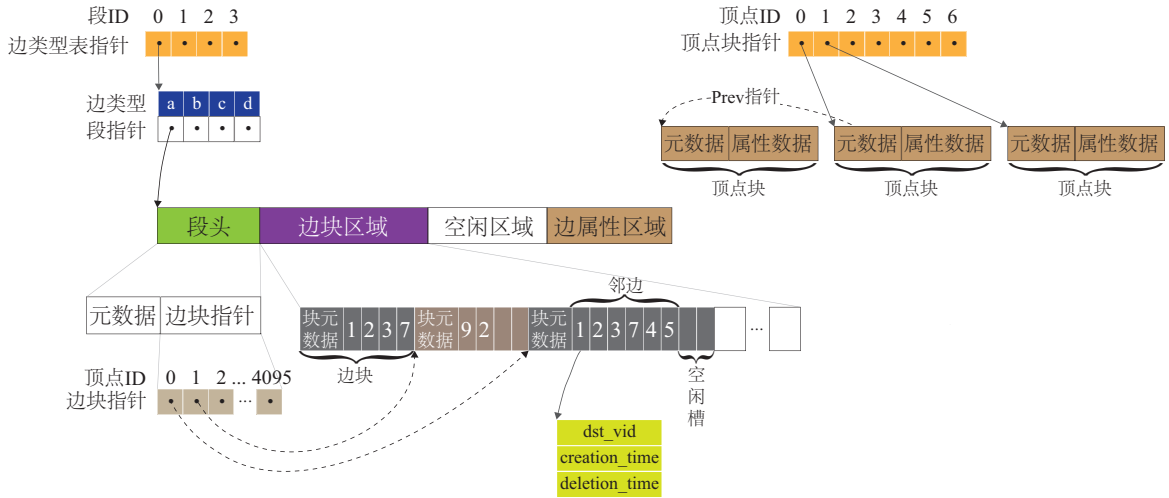 段ID 0 1 2 3
边类型表指针
边类型 a b c d
段指针
顶点ID 0 1 2 3 4 5 6
顶点块指针
Prev指针
元数据 属性数据 元数据 属性数据 元数据 属性数据
顶点块 顶点块 顶点块
段头 边块区域 空闲区域 边属性区域
元数据 边块指针
邻边
块元数据 1 2 3 7 块元数据 9 2 块元数据 1 2 3 7 4 5 ...
边块
空闲槽
顶点ID 0 1 2 ... 4095
边块指针 ...
dst_vid
creation_time
deletion_time